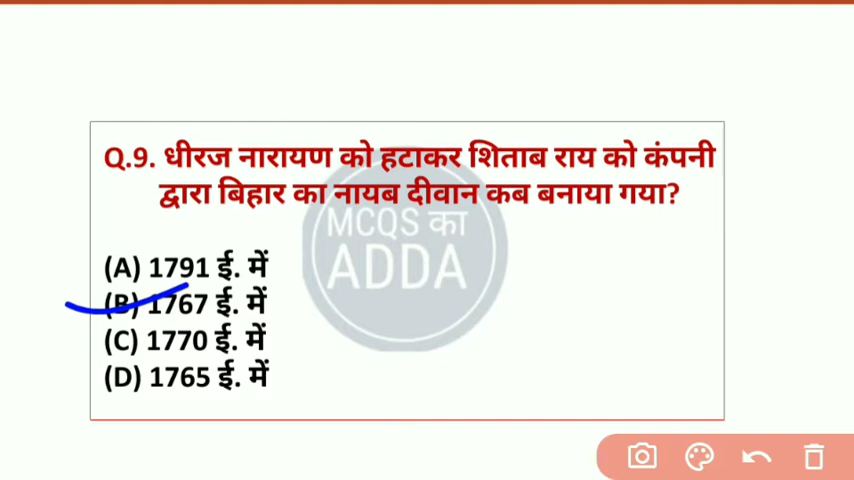 Q.9. धीरज नारायण को हटाकर शिताब राय को कंपनी
द्वारा बिहार का नायब दीवान कब बनाया गया?
MCQS का
ADDA
(A) 1791 ई. में
(B) 1767 ई. में
(C) 1770 ई. में
(D) 1765 ई. में